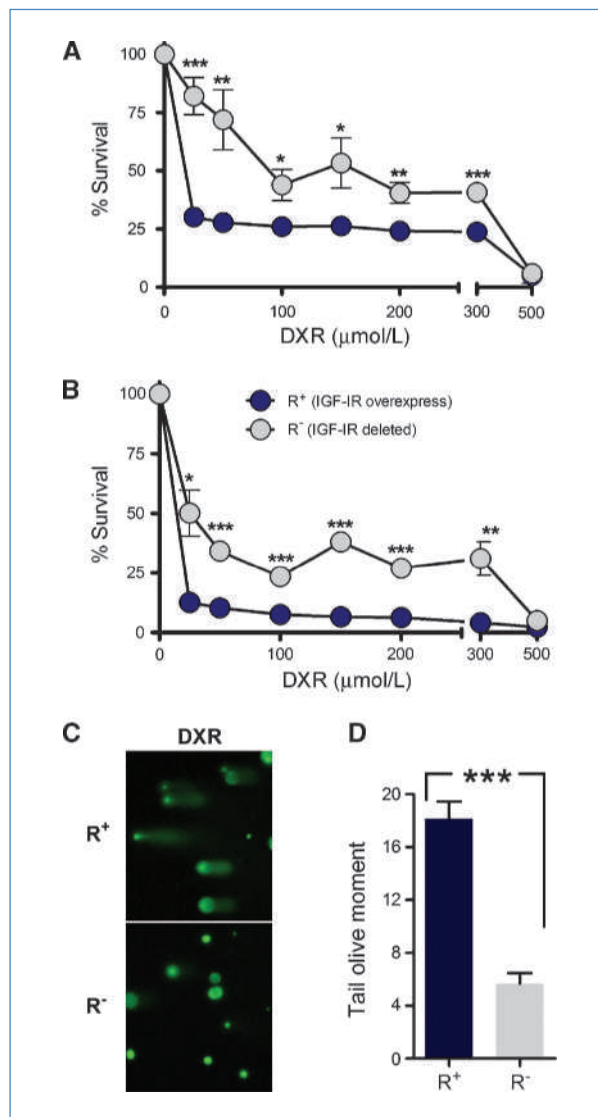 A
100
75
50
25
0
% Survival
*** ** * * ** ***
0 100 200 300 500
DXR (µmol/L)
B
100
75
50
25
0
% Survival
R+ (IGF-IR overexpress)
R- (IGF-IR deleted)
* *** *** *** *** **
0 100 200 300 500
DXR (µmol/L)
C
DXR
R+
R-
D
***
20
16
12
8
4
0
Tail olive moment
R+ R-